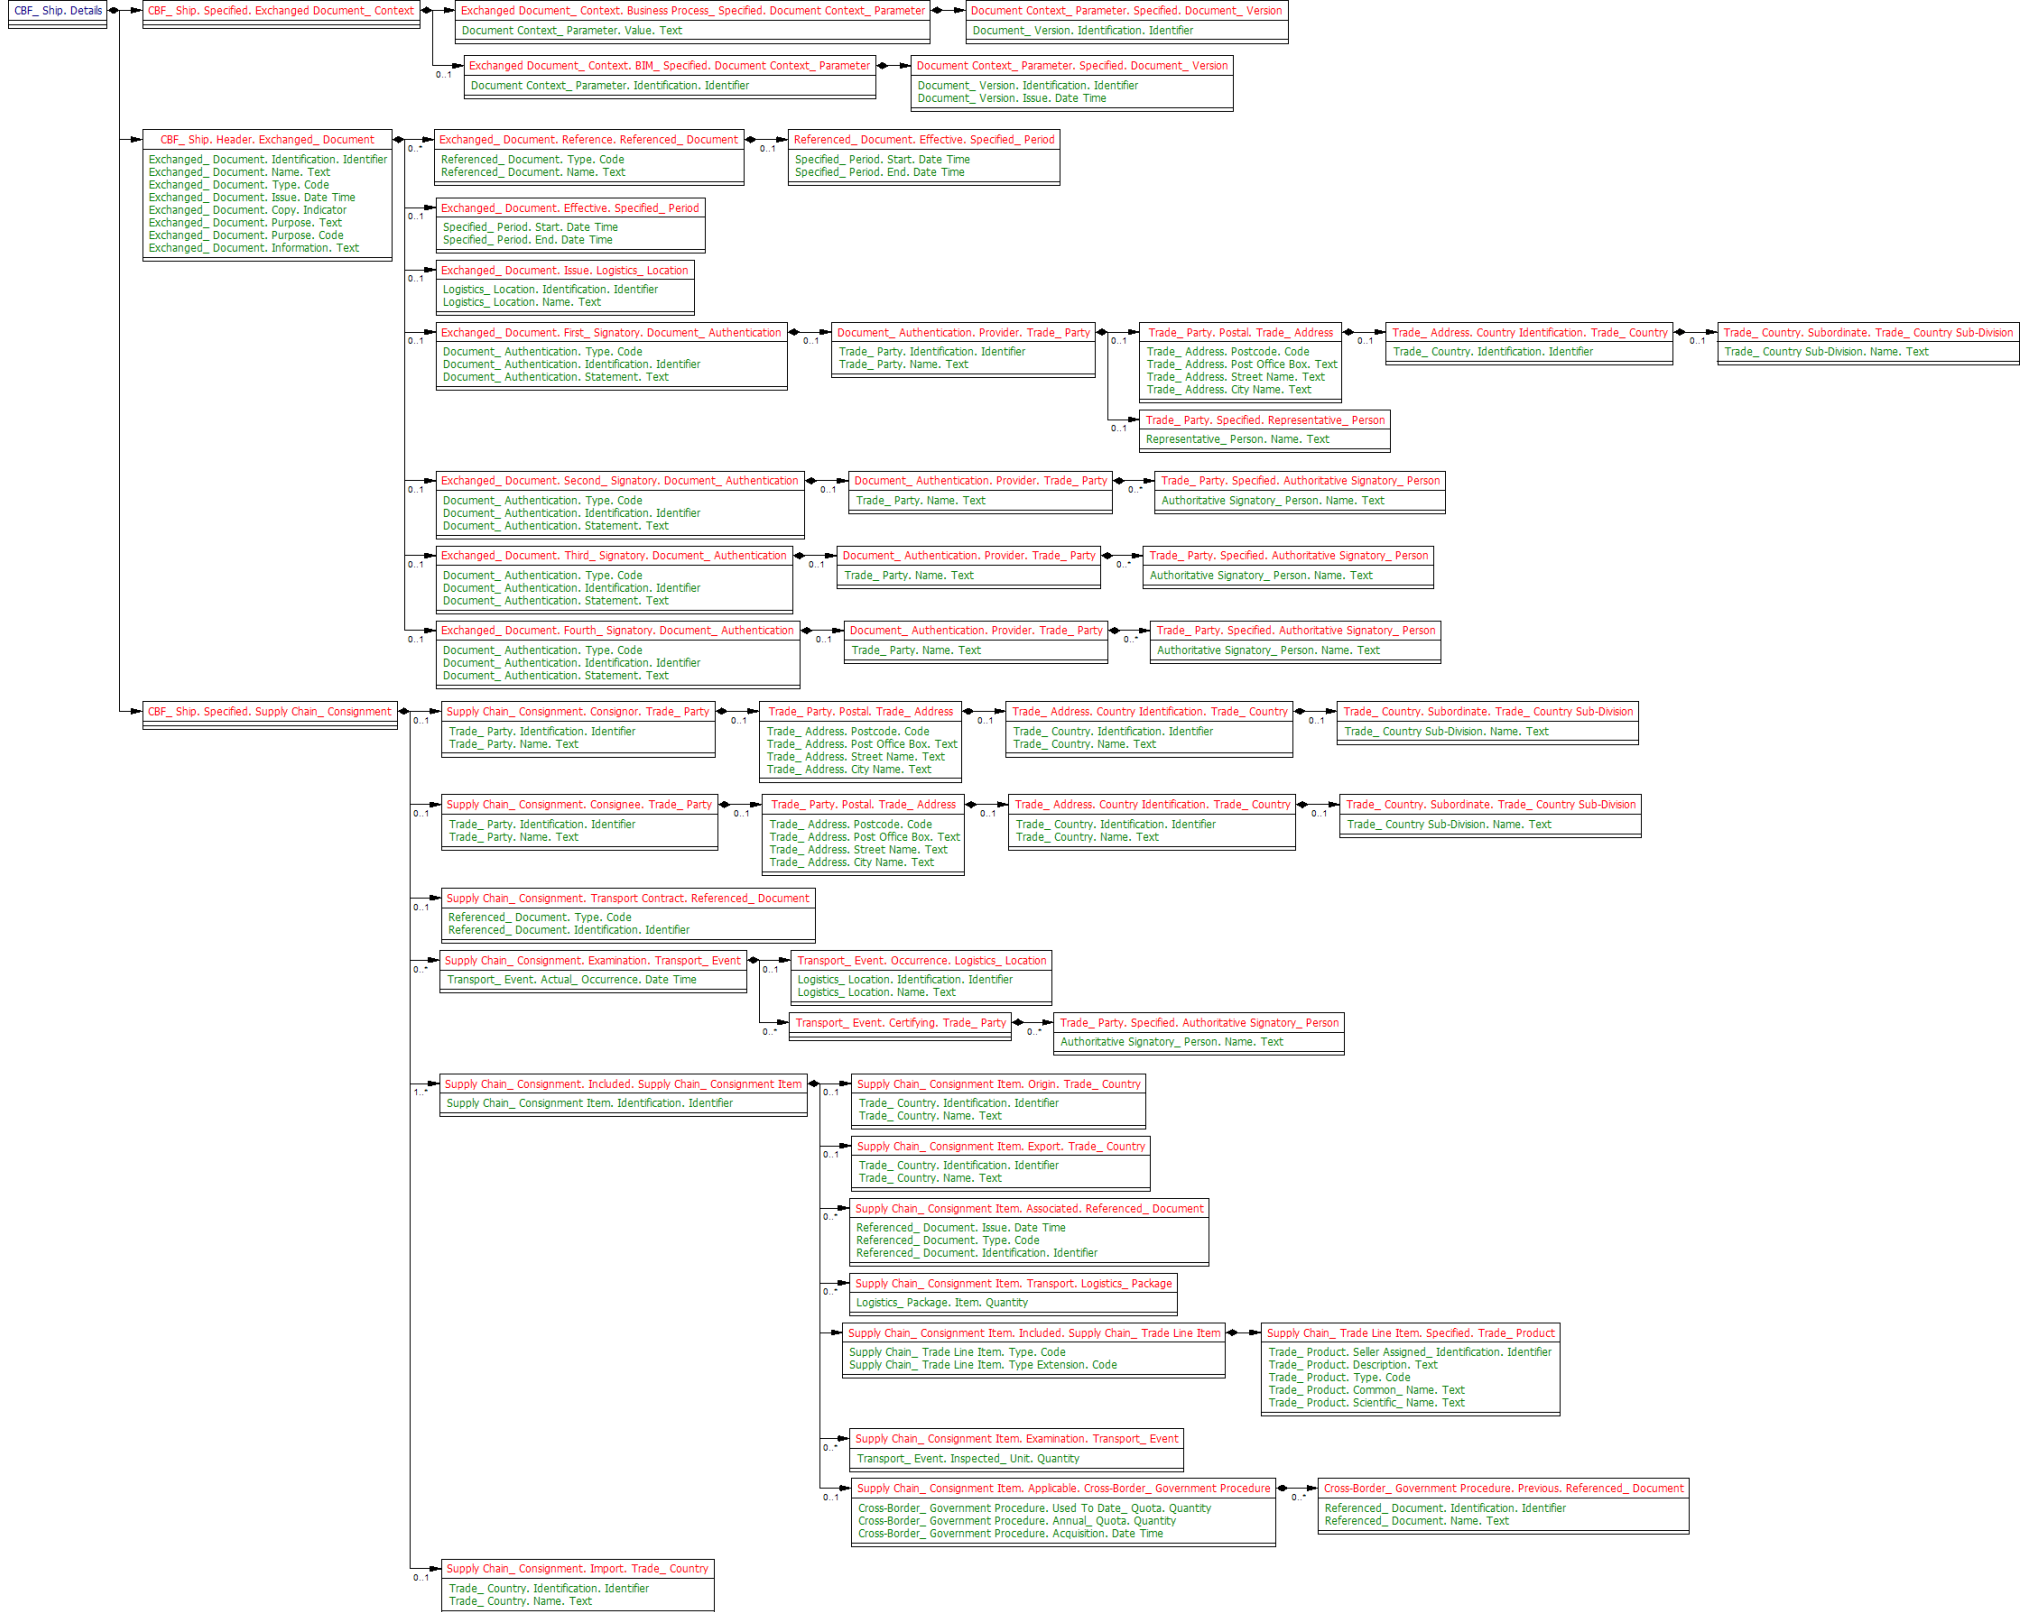 CBF_ Ship. Details
CBF_ Ship. Specified. Exchanged Document_ Context
Exchanged Document_ Context. Business Process_ Specified. Document Context_ Parameter
Document Context_ Parameter. Value. Text
Document Context_ Parameter. Specified. Document_ Version
Document_ Version. Identification. Identifier
0..1
Exchanged Document_ Context. BIM_ Specified. Document Context_ Parameter
Document Context_ Parameter. Identification. Identifier
Document Context_ Parameter. Specified. Document_ Version
Document_ Version. Identification. Identifier
Document_ Version. Issue. Date Time
CBF_ Ship. Header. Exchanged_ Document
Exchanged_ Document. Identification. Identifier
Exchanged_ Document. Name. Text
Exchanged_ Document. Type. Code
Exchanged_ Document. Issue. Date Time
Exchanged_ Document. Copy. Indicator
Exchanged_ Document. Purpose. Text
Exchanged_ Document. Purpose. Code
Exchanged_ Document. Information. Text
0..*
Exchanged_ Document. Reference. Referenced_ Document
Referenced_ Document. Type. Code
Referenced_ Document. Name. Text
0..1
Referenced_ Document. Effective. Specified_ Period
Specified_ Period. Start. Date Time
Specified_ Period. End. Date Time
0..1
Exchanged_ Document. Effective. Specified_ Period
Specified_ Period. Start. Date Time
Specified_ Period. End. Date Time
0..1
Exchanged_ Document. Issue. Logistics_ Location
Logistics_ Location. Identification. Identifier
Logistics_ Location. Name. Text
0..1
Exchanged_ Document. First_ Signatory. Document_ Authentication
Document_ Authentication. Type. Code
Document_ Authentication. Identification. Identifier
Document_ Authentication. Statement. Text
0..1
Document_ Authentication. Provider. Trade_ Party
Trade_ Party. Identification. Identifier
Trade_ Party. Name. Text
0..1
Trade_ Party. Postal. Trade_ Address
Trade_ Address. Postcode. Code
Trade_ Address. Post Office Box. Text
Trade_ Address. Street Name. Text
Trade_ Address. City Name. Text
0..1
Trade_ Address. Country Identification. Trade_ Country
Trade_ Country. Identification. Identifier
0..1
Trade_ Country. Subordinate. Trade_ Country Sub-Division
Trade_ Country Sub-Division. Name. Text
0..1
Trade_ Party. Specified. Representative_ Person
Representative_ Person. Name. Text
0..1
Exchanged_ Document. Second_ Signatory. Document_ Authentication
Document_ Authentication. Type. Code
Document_ Authentication. Identification. Identifier
Document_ Authentication. Statement. Text
0..1
Document_ Authentication. Provider. Trade_ Party
Trade_ Party. Name. Text
0..*
Trade_ Party. Specified. Authoritative Signatory_ Person
Authoritative Signatory_ Person. Name. Text
0..1
Exchanged_ Document. Third_ Signatory. Document_ Authentication
Document_ Authentication. Type. Code
Document_ Authentication. Identification. Identifier
Document_ Authentication. Statement. Text
0..1
Document_ Authentication. Provider. Trade_ Party
Trade_ Party. Name. Text
0..*
Trade_ Party. Specified. Authoritative Signatory_ Person
Authoritative Signatory_ Person. Name. Text
0..1
Exchanged_ Document. Fourth_ Signatory. Document_ Authentication
Document_ Authentication. Type. Code
Document_ Authentication. Identification. Identifier
Document_ Authentication. Statement. Text
0..1
Document_ Authentication. Provider. Trade_ Party
Trade_ Party. Name. Text
0..*
Trade_ Party. Specified. Authoritative Signatory_ Person
Authoritative Signatory_ Person. Name. Text
CBF_ Ship. Specified. Supply Chain_ Consignment
0..1
Supply Chain_ Consignment. Consignor. Trade_ Party
Trade_ Party. Identification. Identifier
Trade_ Party. Name. Text
0..1
Trade_ Party. Postal. Trade_ Address
Trade_ Address. Postcode. Code
Trade_ Address. Post Office Box. Text
Trade_ Address. Street Name. Text
Trade_ Address. City Name. Text
0..1
Trade_ Address. Country Identification. Trade_ Country
Trade_ Country. Identification. Identifier
Trade_ Country. Name. Text
0..1
Trade_ Country. Subordinate. Trade_ Country Sub-Division
Trade_ Country Sub-Division. Name. Text
0..1
Supply Chain_ Consignment. Consignee. Trade_ Party
Trade_ Party. Identification. Identifier
Trade_ Party. Name. Text
0..1
Trade_ Party. Postal. Trade_ Address
Trade_ Address. Postcode. Code
Trade_ Address. Post Office Box. Text
Trade_ Address. Street Name. Text
Trade_ Address. City Name. Text
0..1
Trade_ Address. Country Identification. Trade_ Country
Trade_ Country. Identification. Identifier
Trade_ Country. Name. Text
0..1
Trade_ Country. Subordinate. Trade_ Country Sub-Division
Trade_ Country Sub-Division. Name. Text
0..1
Supply Chain_ Consignment. Transport Contract. Referenced_ Document
Referenced_ Document. Type. Code
Referenced_ Document. Identification. Identifier
0..*
Supply Chain_ Consignment. Examination. Transport_ Event
Transport_ Event. Actual_ Occurrence. Date Time
0..1
Transport_ Event. Occurrence. Logistics_ Location
Logistics_ Location. Identification. Identifier
Logistics_ Location. Name. Text
0..*
Transport_ Event. Certifying. Trade_ Party
0..*
Trade_ Party. Specified. Authoritative Signatory_ Person
Authoritative Signatory_ Person. Name. Text
1..*
Supply Chain_ Consignment. Included. Supply Chain_ Consignment Item
Supply Chain_ Consignment Item. Identification. Identifier
0..1
Supply Chain_ Consignment Item. Origin. Trade_ Country
Trade_ Country. Identification. Identifier
Trade_ Country. Name. Text
0..1
Supply Chain_ Consignment Item. Export. Trade_ Country
Trade_ Country. Identification. Identifier
Trade_ Country. Name. Text
0..*
Supply Chain_ Consignment Item. Associated. Referenced_ Document
Referenced_ Document. Issue. Date Time
Referenced_ Document. Type. Code
Referenced_ Document. Identification. Identifier
0..*
Supply Chain_ Consignment Item. Transport. Logistics_ Package
Logistics_ Package. Item. Quantity
Supply Chain_ Consignment Item. Included. Supply Chain_ Trade Line Item
Supply Chain_ Trade Line Item. Type. Code
Supply Chain_ Trade Line Item. Type Extension. Code
Supply Chain_ Trade Line Item. Specified. Trade_ Product
Trade_ Product. Seller Assigned_ Identification. Identifier
Trade_ Product. Description. Text
Trade_ Product. Type. Code
Trade_ Product. Common_ Name. Text
Trade_ Product. Scientific_ Name. Text
0..*
Supply Chain_ Consignment Item. Examination. Transport_ Event
Transport_ Event. Inspected_ Unit. Quantity
0..1
Supply Chain_ Consignment Item. Applicable. Cross-Border_ Government Procedure
Cross-Border_ Government Procedure. Used To Date_ Quota. Quantity
Cross-Border_ Government Procedure. Annual_ Quota. Quantity
Cross-Border_ Government Procedure. Acquisition. Date Time
0..*
Cross-Border_ Government Procedure. Previous. Referenced_ Document
Referenced_ Document. Identification. Identifier
Referenced_ Document. Name. Text
0..1
Supply Chain_ Consignment. Import. Trade_ Country
Trade_ Country. Identification. Identifier
Trade_ Country. Name. Text